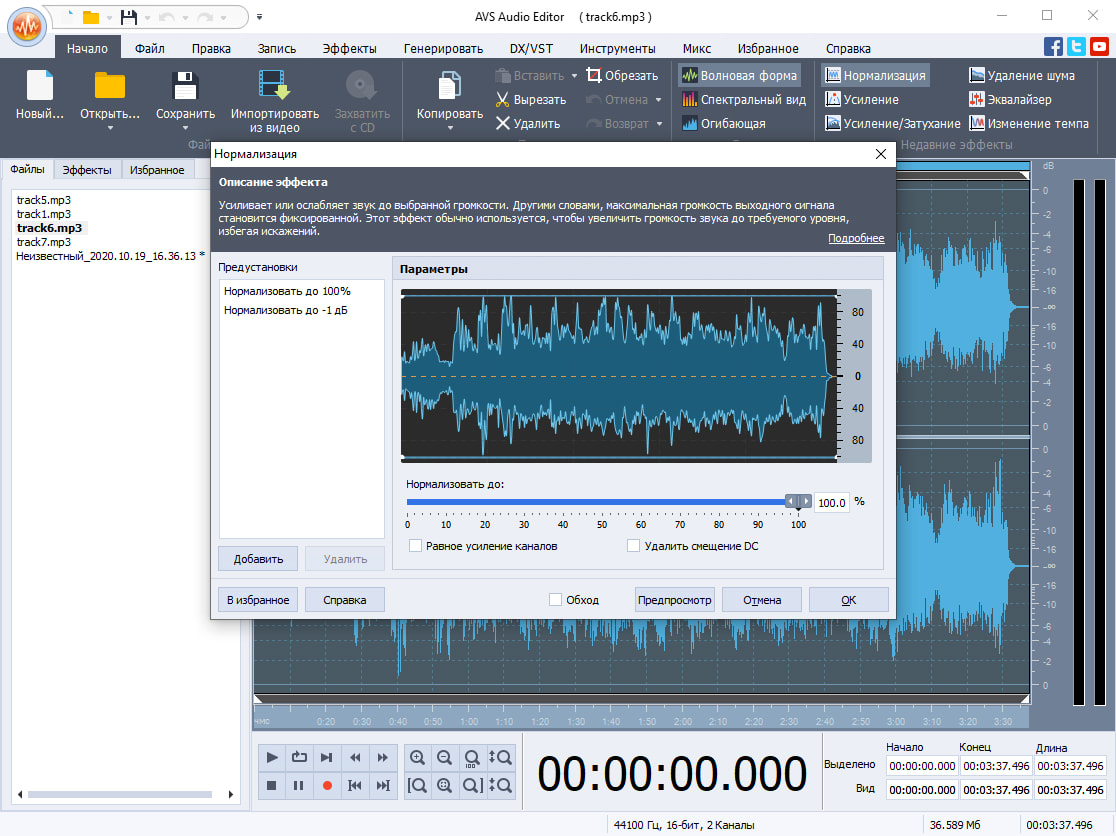 AVS Audio Editor ( track6.mp3 )
Начало Файл Правка Запись Эффекты Генерировать DX/VST Инструменты Микс Избранное Справка
Новый...
Открыть...
Сохранить
Импортировать
из видео
Захватить
с CD
Копировать
Вставить
Вырезать
Удалить
Обрезать
Отмена
Возврат
Волновая форма
Спектральный вид
Огибающая
Нормализация
Усиление
Усиление/Затухание
Удаление шума
Эквалайзер
Изменение темпа
Недавние эффекты
Файлы Эффекты Избранное
track5.mp3
track1.mp3
track6.mp3
track7.mp3
Неизвестный_2020.10.19_16.36.13 *
Нормализация
Описание эффекта
Усиливает или ослабляет звук до выбранной громкости. Другими словами, максимальная громкость выходного сигнала
становится фиксированной. Этот эффект обычно используется, чтобы увеличить громкость звука до требуемого уровня,
избегая искажений.
Подробнее
Предустановки
Нормализовать до 100%
Нормализовать до -1 дБ
Параметры
80
40
0
40
80
Нормализовать до:
100.0 %
0 10 20 30 40 50 60 70 80 90 100
Равное усиление каналов Удалить смещение DC
Добавить Удалить
В избранное Справка Обход Предпросмотр Отмена OK
dB
0
-2
-4
-6
-10
-16
-∞
-16
-10
-6
-4
-2
0
0
-2
-4
-6
-10
-16
-∞
-16
-10
-6
-4
-2
0
чмс 0:20 0:30 0:40 0:50 1:00 1:10 1:20 1:30 1:40 1:50 2:00 2:10 2:20 2:30 2:40 2:50 3:00 3:10 3:20 3:30
100
00:00:00.000
Начало Конец Длина
Выделено 00:00:00.000 00:03:37.496 00:03:37.496
Вид 00:00:00.000 00:03:37.496 00:03:37.496
44100 Гц, 16-бит, 2 Каналы 36.589 Мб 00:03:37.496